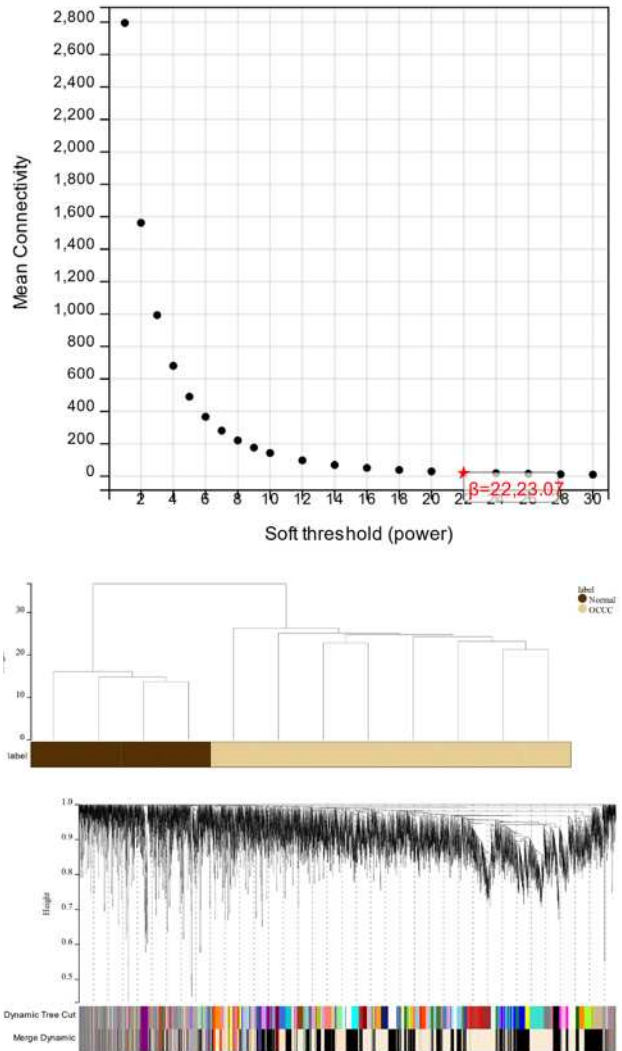 2,800
2,600
2,400
2,200
2,000
1,800
1,600
1,400
1,200
1,000
800
600
400
200
0
Mean Connectivity
β=22,23.07
2 4 6 8 10 12 14 16 18 20 22 24 26 28 30
Soft threshold (power)
label
Normal
OCCC
30
20
10
0
label
1.0
0.9
0.8
0.7
0.6
0.5
Height
Dynamic Tree Cut
Merge Dynamic